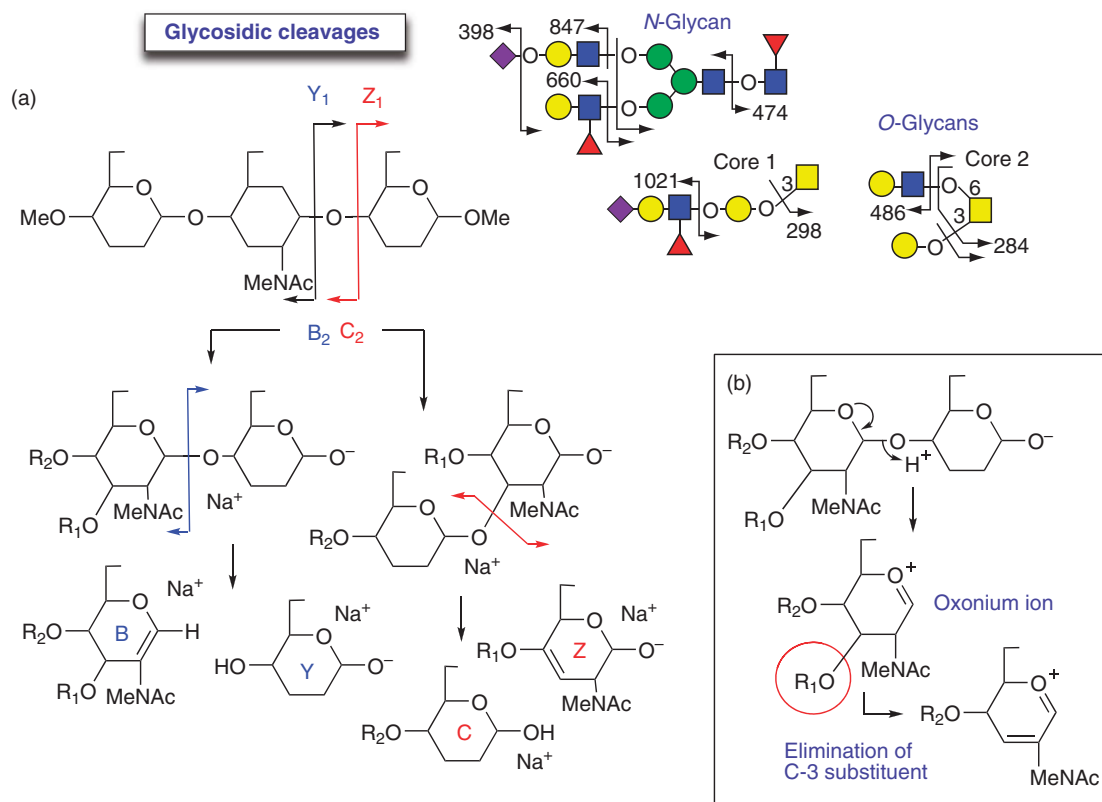 Glycosidic cleavages
N-Glycan
398
847
660
474
O-Glycans
Core 1
3
1021
298
Core 2
6
3
486
284
O O O O O O O O O
(a)
Y₁ Z₁
O O
MeO O O OMe
MeNAc
B₂ C₂
O O
R₂O O O⁻
R₁O MeNAc Na⁺
O
R₁O O⁻
O MeNAc
R₂O O
Na⁺
Na⁺
O
R₂O B H
R₁O
MeNAc
Na⁺
O
HO Y O⁻
O Na⁺
R₁O Z O⁻
MeNAc
O
R₂O C OH
Na⁺
(b)
O O
R₂O O O⁻
H⁺
MeNAc
R₁O
O⁺
R₂O
Oxonium ion
MeNAc
R₁O
O⁺
R₂O
MeNAc
Elimination of
C-3 substituent